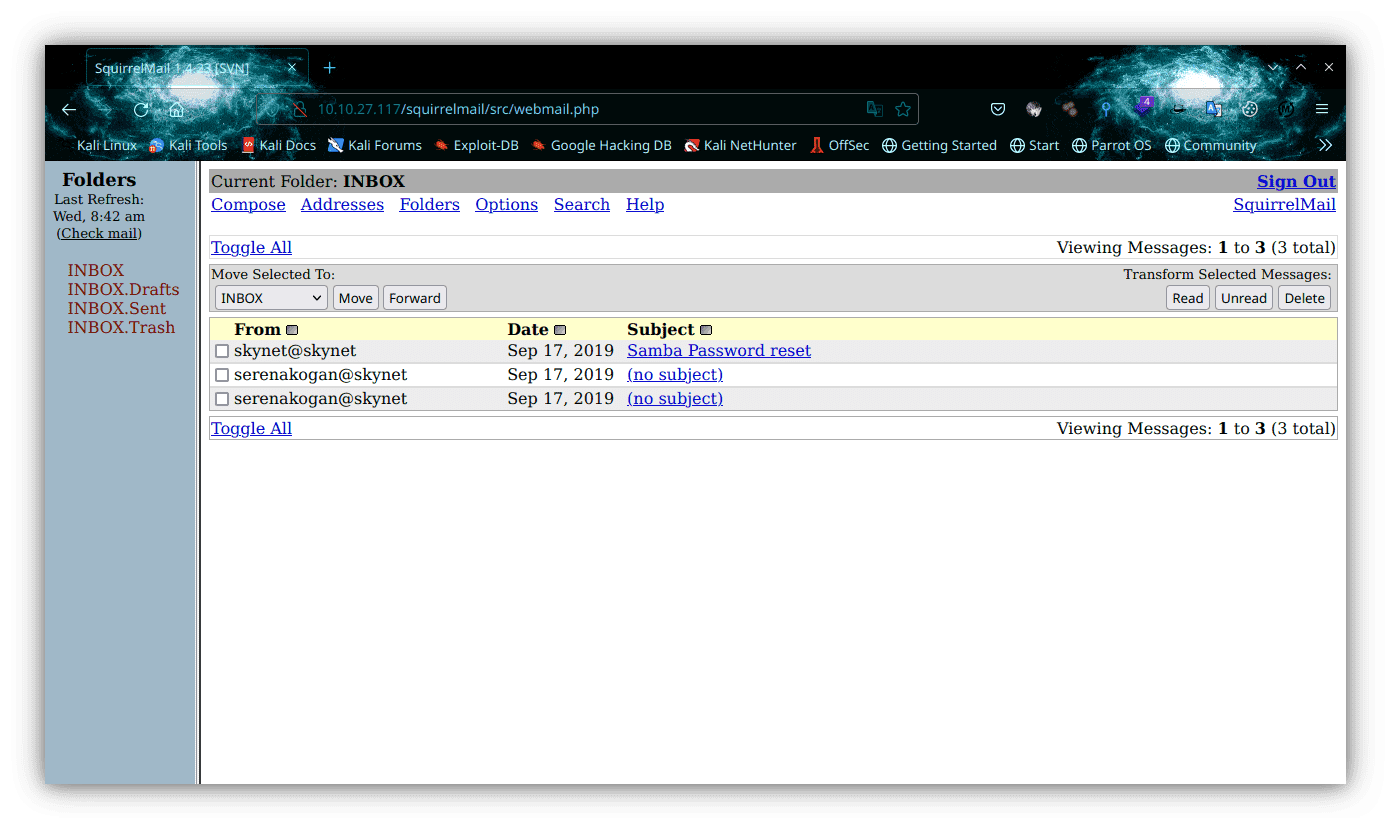 SquirrelMail 1.4.23 [SVN]
10.10.27.117/squirrelmail/src/webmail.php
4
Kali Linux Kali Tools Kali Docs Kali Forums Exploit-DB Google Hacking DB Kali NetHunter OffSec Getting Started Start Parrot OS Community
Folders
Last Refresh:
Wed, 8:42 am
(Check mail)
INBOX
INBOX.Drafts
INBOX.Sent
INBOX.Trash
Current Folder: INBOX Sign Out
Compose Addresses Folders Options Search Help SquirrelMail
Toggle All Viewing Messages: 1 to 3 (3 total)
Move Selected To: Transform Selected Messages:
INBOX Move Forward Read Unread Delete
From Date Subject
skynet@skynet Sep 17, 2019 Samba Password reset
serenakogan@skynet Sep 17, 2019 (no subject)
serenakogan@skynet Sep 17, 2019 (no subject)
Toggle All Viewing Messages: 1 to 3 (3 total)